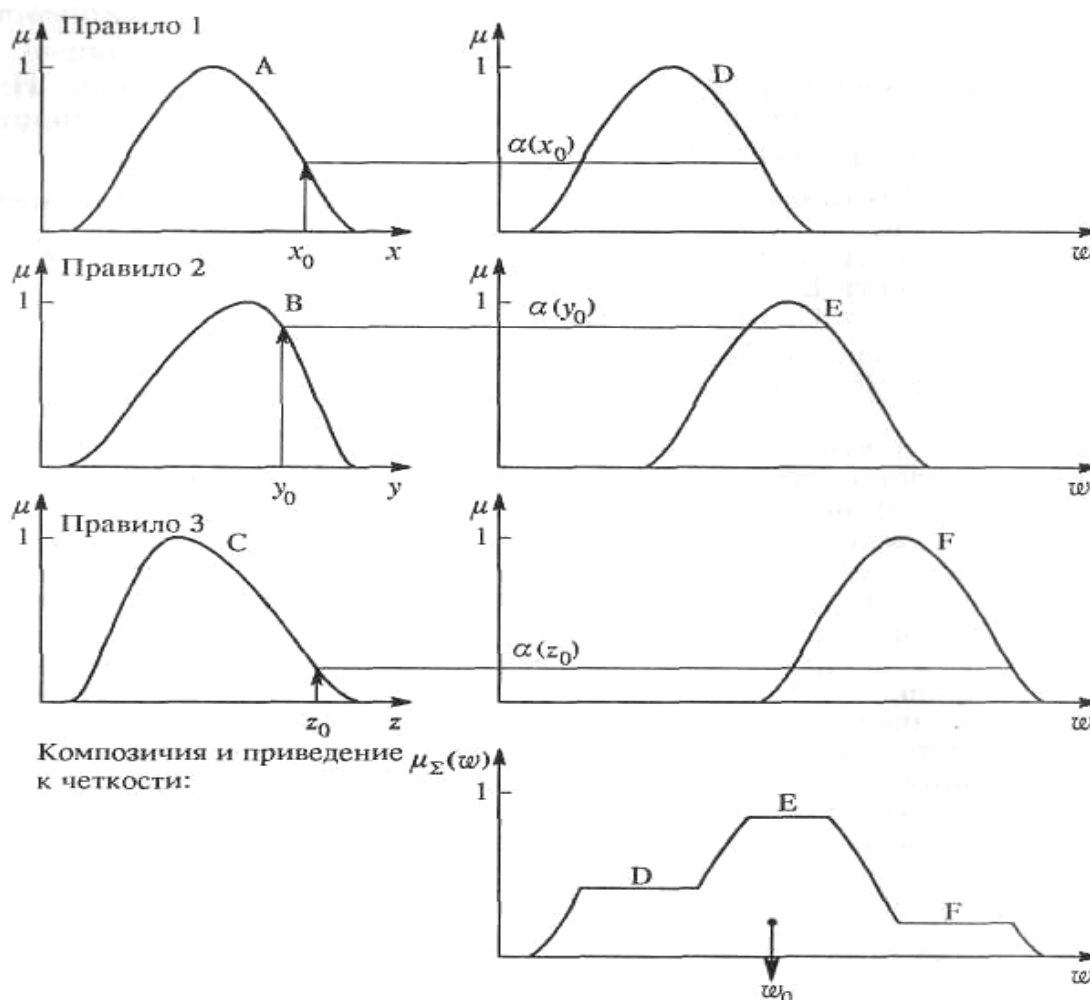 μ Правило 1
1 A
x₀ x
μ
1 D
α(x₀)
w
μ Правило 2
1 B
y₀ y
μ
1 E
α(y₀)
w
μ Правило 3
1 C
z₀ z
μ
1 F
α(z₀)
w
Композичия и приведение
к четкости:
μ_Σ(w)
1
D E F
w₀ w